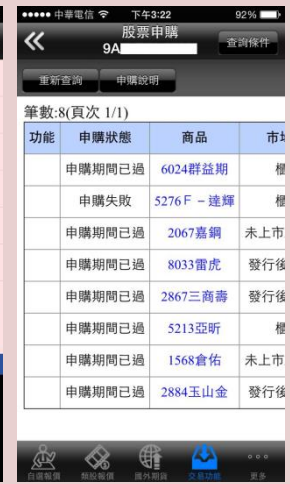 ●●●●● 中華電信 下午3:22 92%
股票申購
9A
查詢條件
重新查詢 申購說明
筆數:8(頁次 1/1)
功能 申購狀態 商品 市
申購期間已過 6024群益期 櫃
申購失敗 5276Ｆ－達輝 櫃
申購期間已過 2067嘉鋼 未上市
申購期間已過 8033雷虎 發行後
申購期間已過 2867三商壽 發行後
申購期間已過 5213亞昕 櫃
申購期間已過 1568倉佑 未上市
申購期間已過 2884玉山金 發行後
自選報價 類股報價 國外期貨 交易功能 更多